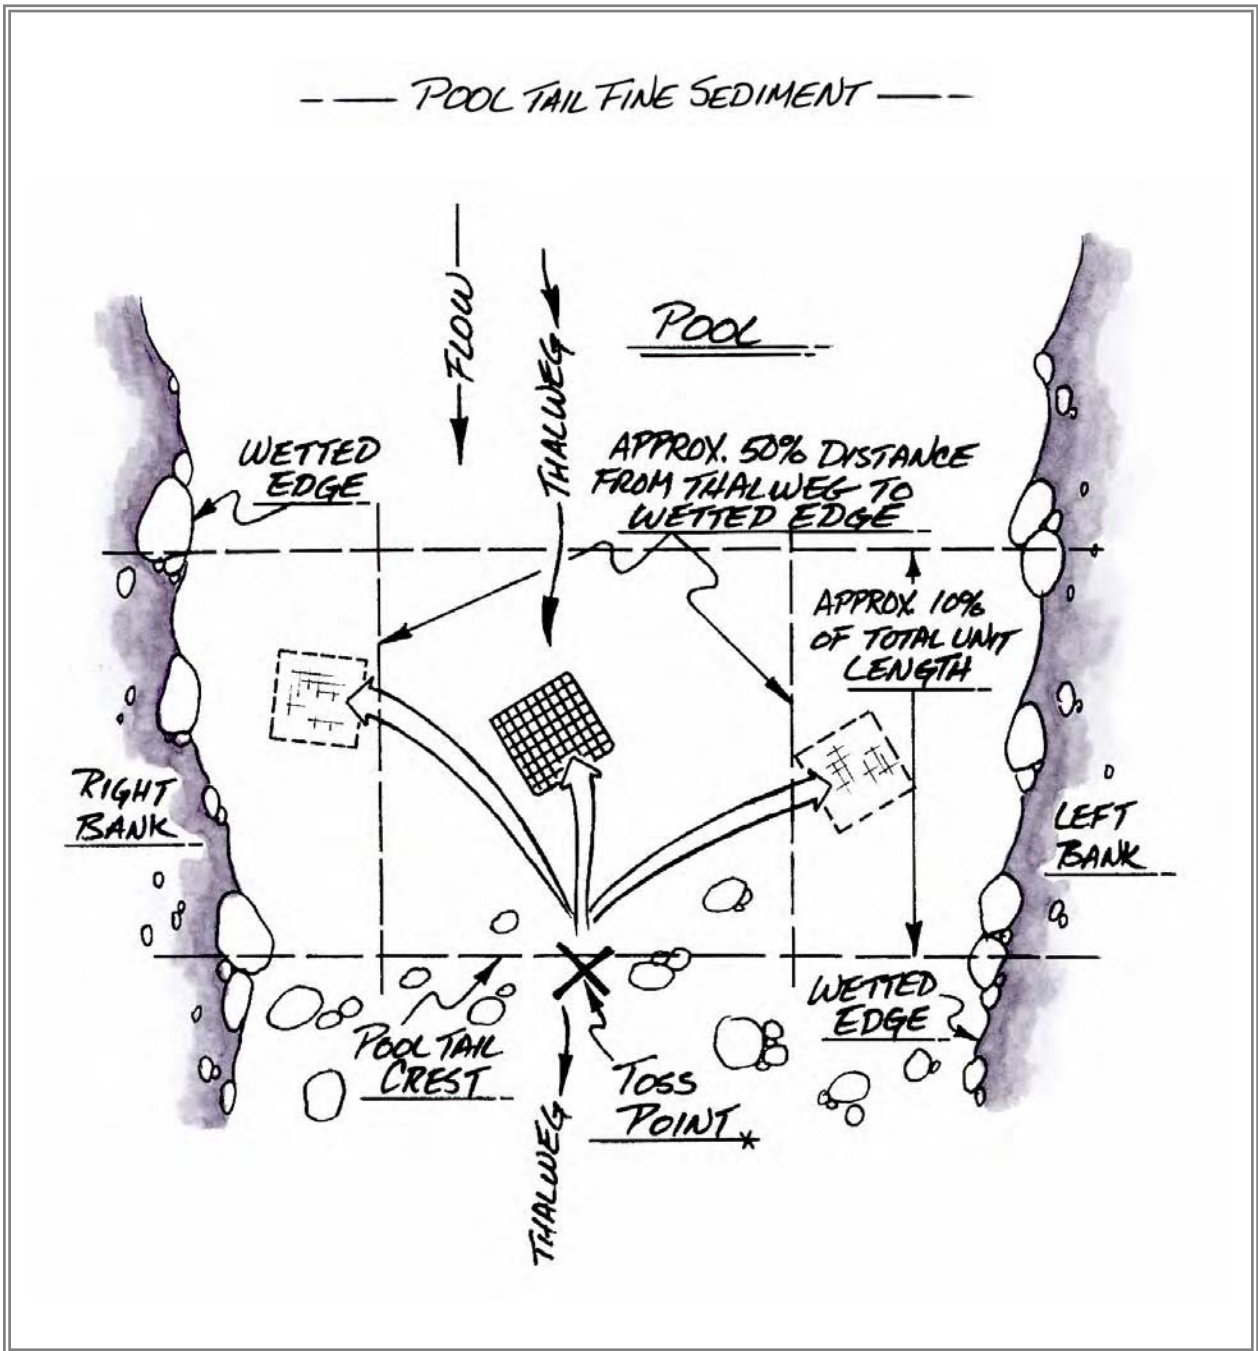 POOL TAIL FINE SEDIMENT
FLOW
THALWEG
POOL
WETTED
EDGE
APPROX. 50% DISTANCE
FROM THALWEG TO
WETTED EDGE
APPROX. 10%
OF TOTAL UNIT
LENGTH
RIGHT
BANK
LEFT
BANK
POOL TAIL
CREST
TOSS
POINT *
WETTED
EDGE
THALWEG